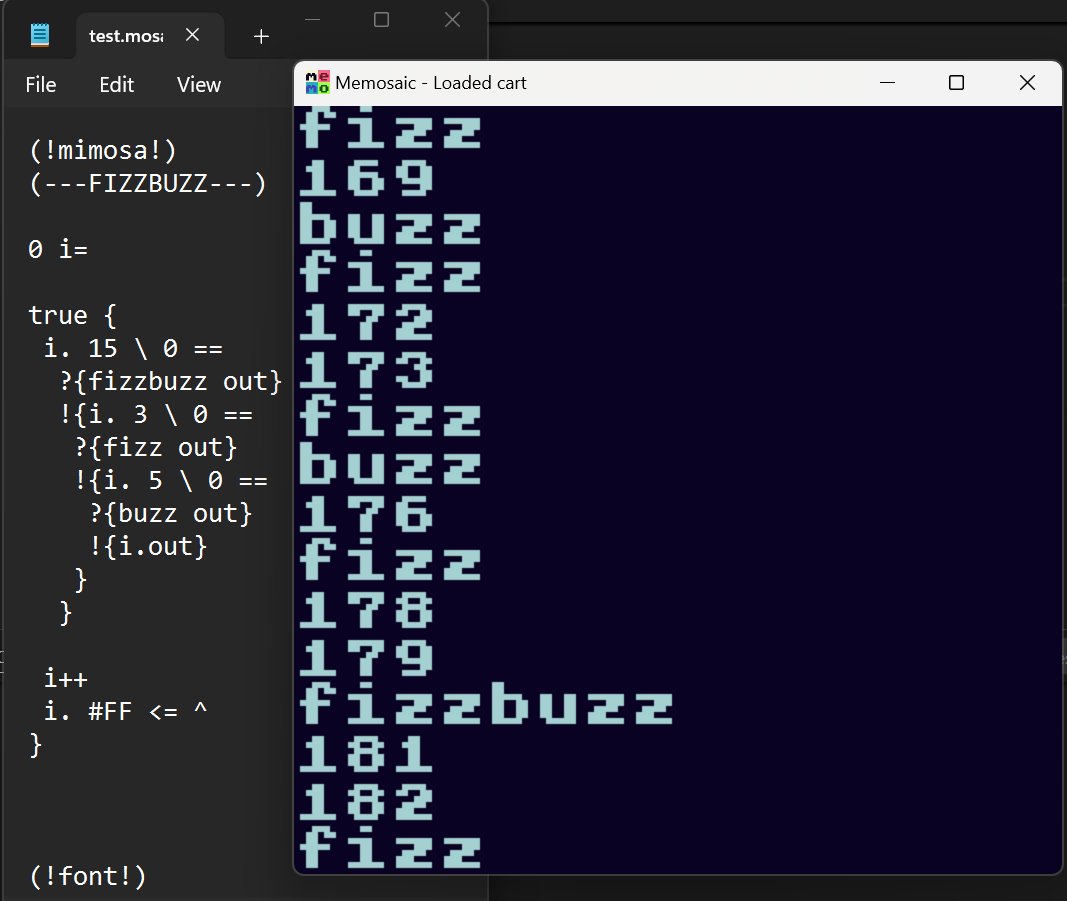 test.mosa
File Edit View
(!mimosa!)
(---FIZZBUZZ---)
0 i=
true {
i. 15 \ 0 ==
?{fizzbuzz out}
!{i. 3 \ 0 ==
?{fizz out}
!{i. 5 \ 0 ==
?{buzz out}
!{i.out}
}
}
i++
i. #FF <= ^
}
(!font!)
me
mo
Memosaic - Loaded cart
fizz
169
buzz
fizz
172
173
fizz
buzz
176
fizz
178
179
fizzbuzz
181
182
fizz